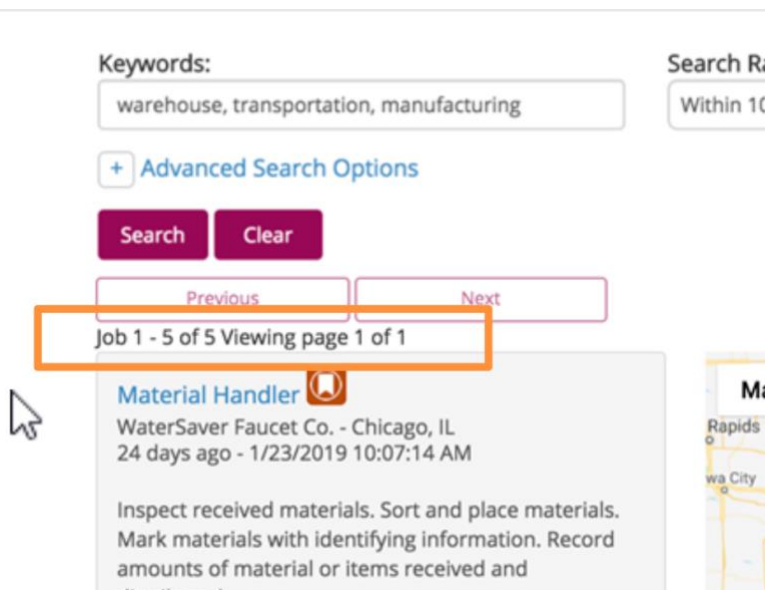 Keywords:
Search Ra
warehouse, transportation, manufacturing
Within 10
+ Advanced Search Options
Search Clear
Previous Next
Job 1 - 5 of 5 Viewing page 1 of 1
Material Handler
WaterSaver Faucet Co. - Chicago, IL
24 days ago - 1/23/2019 10:07:14 AM
Inspect received materials. Sort and place materials.
Mark materials with identifying information. Record
amounts of material or items received and
Ma
Rapids
wa City